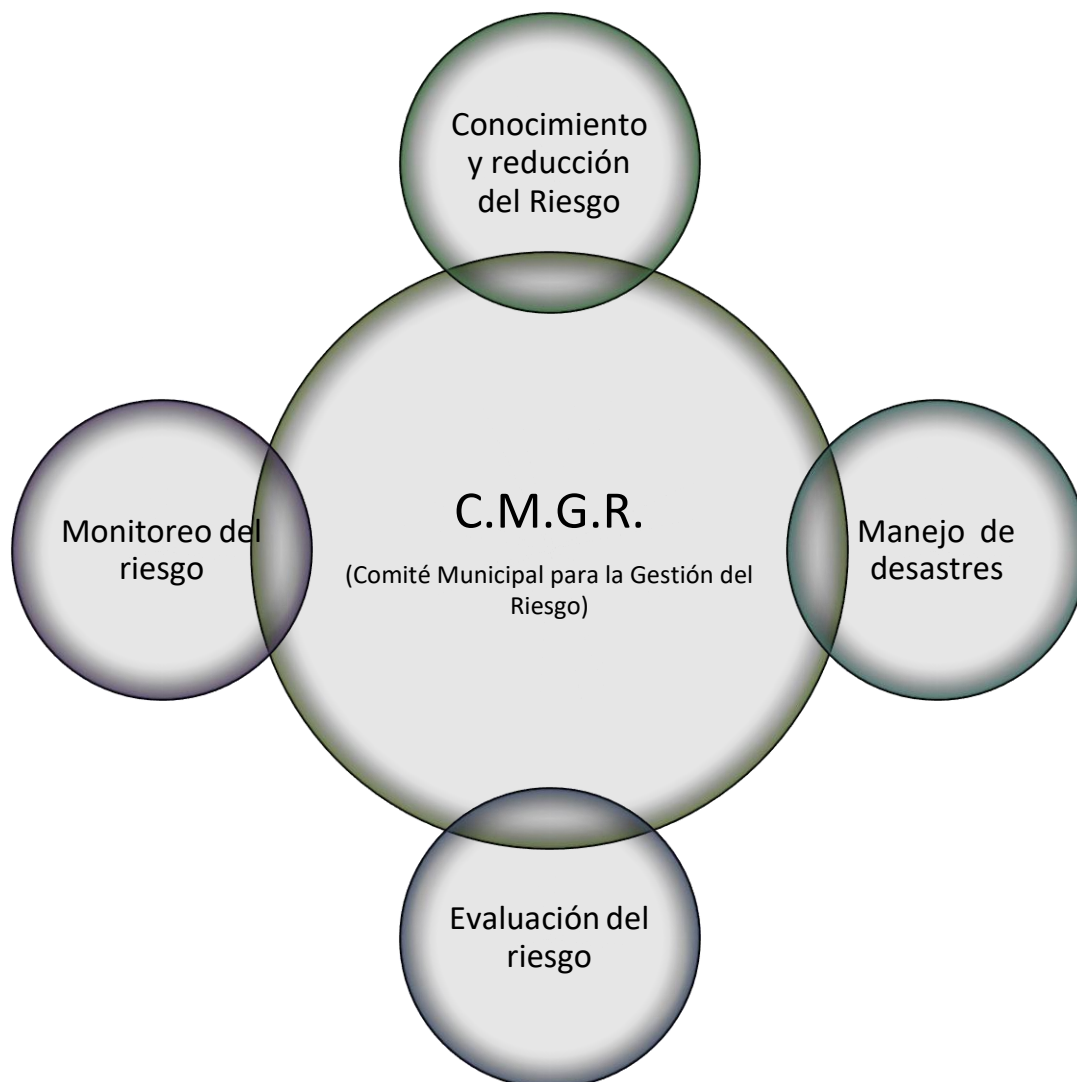 Conocimiento
y reducción
del Riesgo
Monitoreo del
riesgo
C.M.G.R.
(Comité Municipal para la Gestión del
Riesgo)
Manejo de
desastres
Evaluación del
riesgo